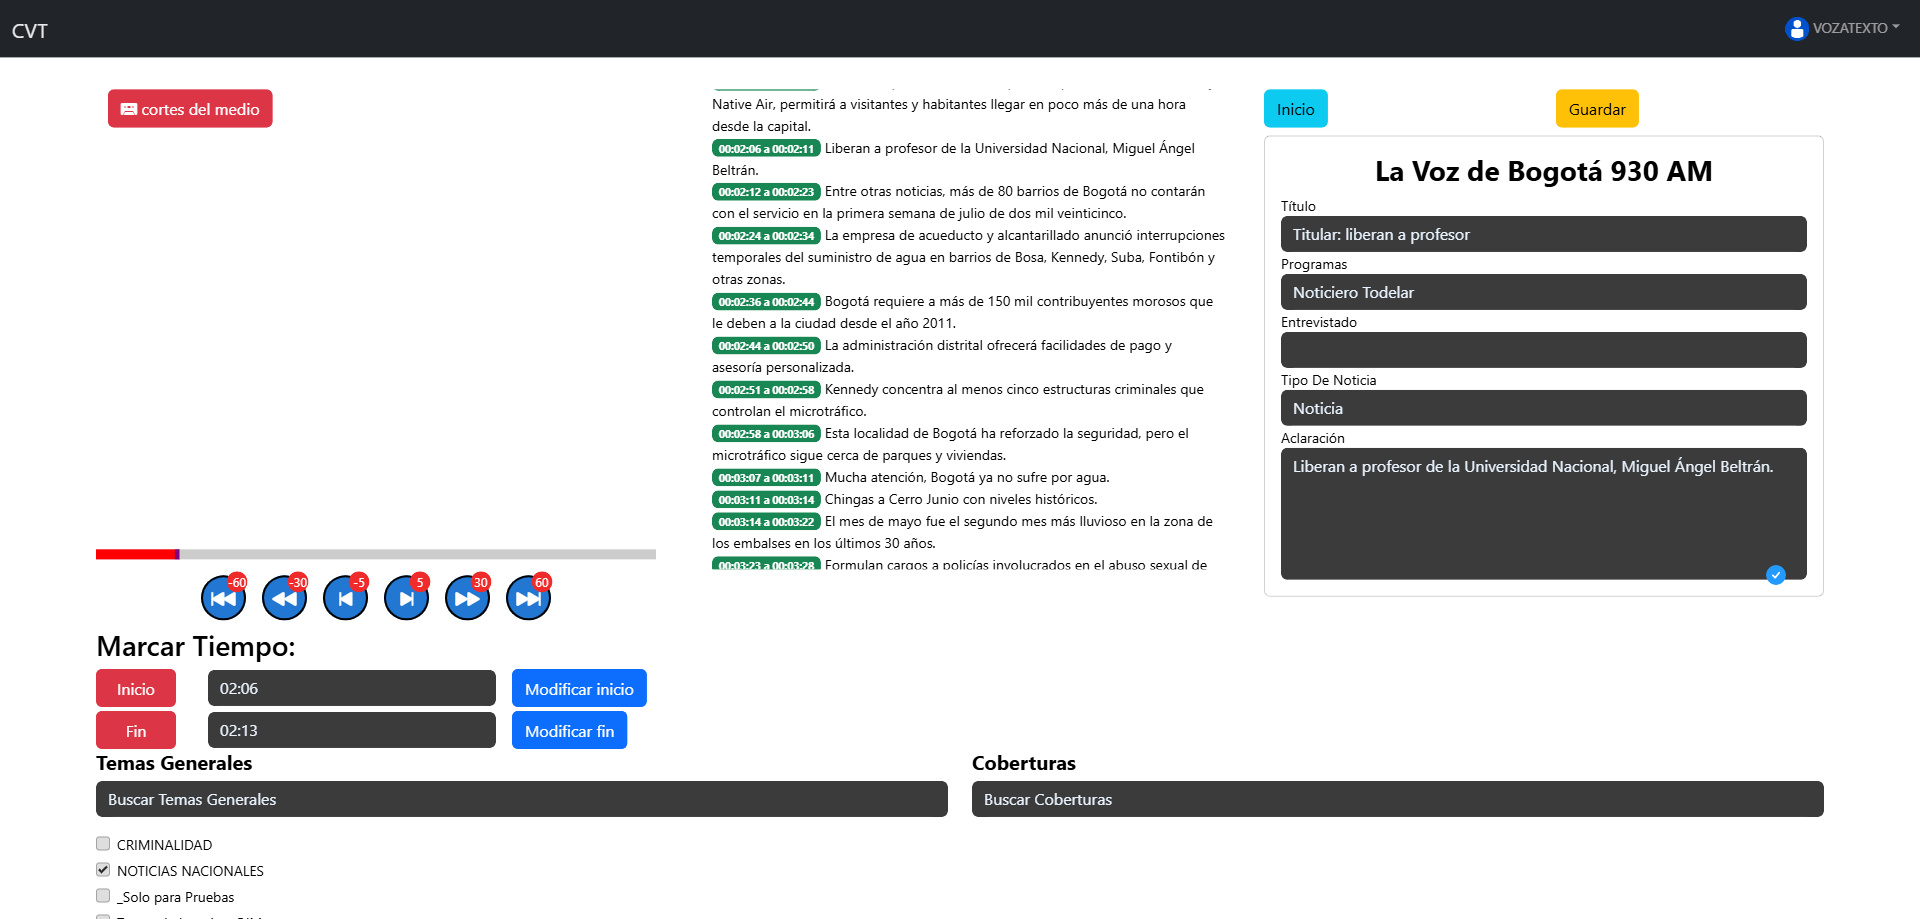 CVT
VOZATEXTO
cortes del medio
Native Air, permitirá a visitantes y habitantes llegar en poco más de una hora
desde la capital.
00:02:06 a 00:02:11 Liberan a profesor de la Universidad Nacional, Miguel Ángel
Beltrán.
00:02:12 a 00:02:23 Entre otras noticias, más de 80 barrios de Bogotá no contarán
con el servicio en la primera semana de julio de dos mil veinticinco.
00:02:24 a 00:02:34 La empresa de acueducto y alcantarillado anunció interrupciones
temporales del suministro de agua en barrios de Bosa, Kennedy, Suba, Fontibón y
otras zonas.
00:02:36 a 00:02:44 Bogotá requiere a más de 150 mil contribuyentes morosos que
le deben a la ciudad desde el año 2011.
00:02:44 a 00:02:50 La administración distrital ofrecerá facilidades de pago y
asesoría personalizada.
00:02:51 a 00:02:58 Kennedy concentra al menos cinco estructuras criminales que
controlan el microtráfico.
00:02:58 a 00:03:06 Esta localidad de Bogotá ha reforzado la seguridad, pero el
microtráfico sigue cerca de parques y viviendas.
00:03:07 a 00:03:11 Mucha atención, Bogotá ya no sufre por agua.
00:03:11 a 00:03:14 Chingas a Cerro Junio con niveles históricos.
00:03:14 a 00:03:22 El mes de mayo fue el segundo mes más lluvioso en la zona de
los embalses en los últimos 30 años.
00:03:23 a 00:03:28 Formulan cargos a policías involucrados en el abuso sexual de
Inicio
Guardar
La Voz de Bogotá 930 AM
Título
Titular: liberan a profesor
Programas
Noticiero Todelar
Entrevistado
Tipo De Noticia
Noticia
Aclaración
Liberan a profesor de la Universidad Nacional, Miguel Ángel Beltrán.
-60
-30
-5
5
30
60
Marcar Tiempo:
Inicio
02:06
Modificar inicio
Fin
02:13
Modificar fin
Temas Generales
Buscar Temas Generales
CRIMINALIDAD
NOTICIAS NACIONALES
_Solo para Pruebas
Coberturas
Buscar Coberturas